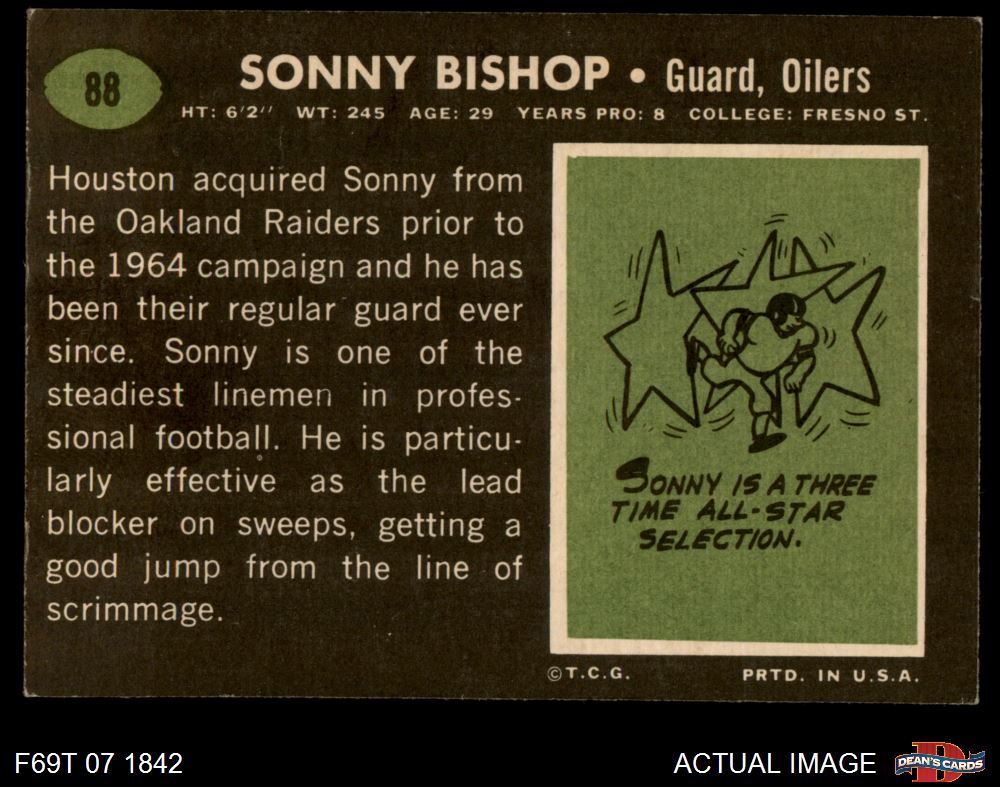 88
SONNY BISHOP • Guard, Oilers
HT: 6'2'' WT: 245 AGE: 29 YEARS PRO: 8 COLLEGE: FRESNO ST.
Houston acquired Sonny from
the Oakland Raiders prior to
the 1964 campaign and he has
been their regular guard ever
since. Sonny is one of the
steadiest linemen in profes-
sional football. He is particu-
larly effective as the lead
blocker on sweeps, getting a
good jump from the line of
scrimmage.
SONNY IS A THREE
TIME ALL-STAR
SELECTION.
©T.C.G. PRTD. IN U.S.A.
F69T 07 1842
ACTUAL IMAGE
DEAN'S CARDS